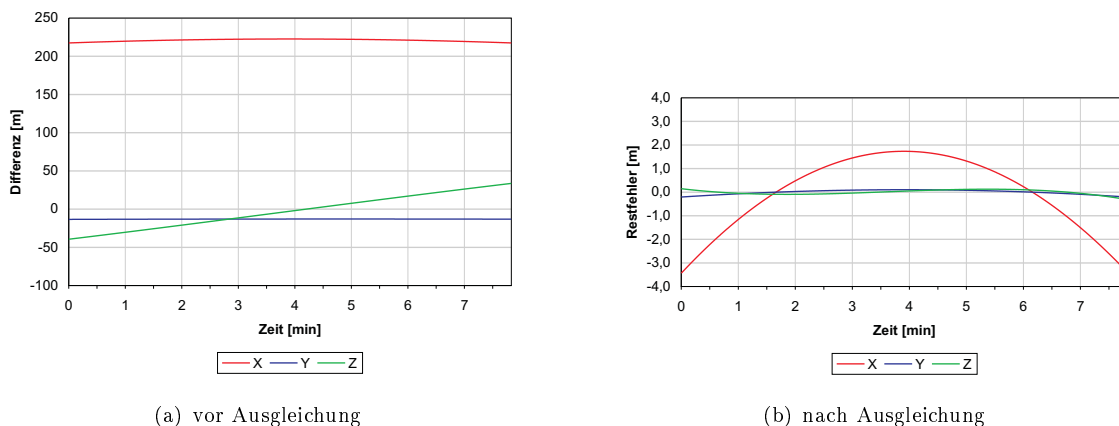 250
200
150
100
50
0
-50
-100
Differenz [m]
0 1 2 3 4 5 6 7
Zeit [min]
X Y Z
(a) vor Ausgleichung
4,0
3,0
2,0
1,0
0,0
-1,0
-2,0
-3,0
-4,0
Restfehler [m]
0 1 2 3 4 5 6 7
Zeit [min]
X Y Z
(b) nach Ausgleichung